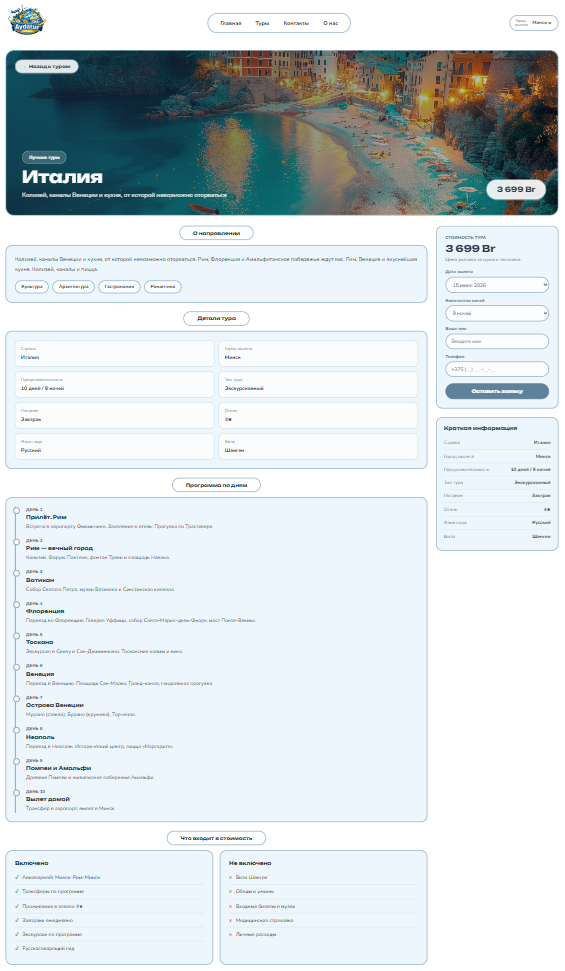 Aydatur
Главная Туры Контакты О нас
Город вылета Минск
← Назад к турам
Лучшие туры
Италия
Колизей, каналы Венеции и кухня, от которой невозможно оторваться
3 699 Br
О направлении
Колизей, каналы Венеции и кухня, от которой невозможно оторваться. Рим, Флоренция и Амальфитанское побережье ждут вас. Рим, Венеция и вкуснейшая
кухня. Колизей, каналы и пицца.
Культура Архитектура Гастрономия Романтика
Детали тура
Страна
Италия
Город вылета
Минск
Продолжительность
10 дней / 9 ночей
Тип тура
Экскурсионный
Питание
Завтрак
Отель
4★
Язык гида
Русский
Виза
Шенген
Программа по дням
ДЕНЬ 1
Прилёт. Рим
Встреча в аэропорту Фьюмичино. Заселение в отель. Прогулка по Трастевере.
ДЕНЬ 2
Рим — вечный город
Колизей, Форум, Пантеон, фонтан Треви и площадь Навона.
ДЕНЬ 3
Ватикан
Собор Святого Петра, музеи Ватикана и Сикстинская капелла.
ДЕНЬ 4
Флоренция
Переезд во Флоренцию. Галерея Уффици, собор Санта-Мария-дель-Фьоре, мост Понте-Веккьо.
ДЕНЬ 5
Тоскана
Экскурсия в Сиену и Сан-Джиминьяно. Тосканские холмы и вино.
ДЕНЬ 6
Венеция
Переезд в Венецию. Площадь Сан-Марко, Гранд-канал, гондольная прогулка.
ДЕНЬ 7
Острова Венеции
Мурано (стекло), Бурано (кружево), Торчелло.
ДЕНЬ 8
Неаполь
Переезд в Неаполь. Исторический центр, пицца «Маргарита».
ДЕНЬ 9
Помпеи и Амальфи
Древние Помпеи и живописное побережье Амальфи.
ДЕНЬ 10
Вылет домой
Трансфер в аэропорт, вылет в Минск.
Что входит в стоимость
Включено
✓ Авиаперелёт Минск-Рим-Минск
✓ Трансферы по программе
✓ Проживание в отелях 4★
✓ Завтраки ежедневно
✓ Экскурсии по программе
✓ Русскоговорящий гид
Не включено
× Виза Шенген
× Обеды и ужины
× Входные билеты в музеи
× Медицинская страховка
× Личные расходы
СТОИМОСТЬ ТУРА
3 699 Br
Цена указана за одного человека
Дата вылета
15 июня 2026
Количество ночей
9 ночей
Ваше имя
Введите имя
Телефон
+375 (__) ___-__-__
Оставить заявку
Краткая информация
Страна Италия
Город вылета Минск
Продолжительность 10 дней / 9 ночей
Тип тура Экскурсионный
Питание Завтрак
Отель 4★
Язык гида Русский
Виза Шенген